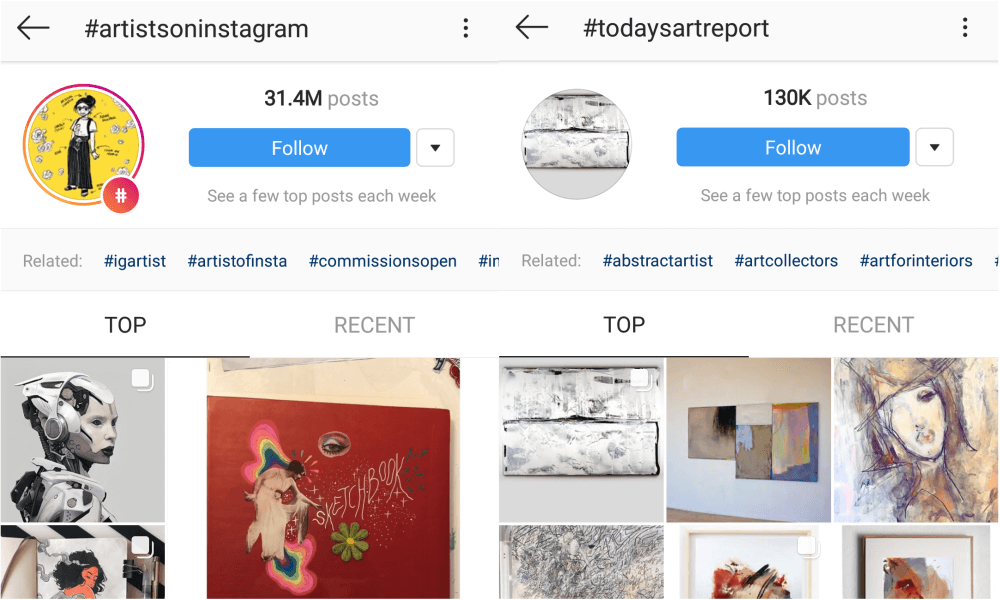 #artistsoninstagram
31.4M posts
Follow
See a few top posts each week
Related: #igartist #artistofinsta #commissionsopen #in
TOP RECENT
#
SKETCHBOOK
#todaysartreport
130K posts
Follow
See a few top posts each week
Related: #abstractartist #artcollectors #artforinteriors #
TOP RECENT